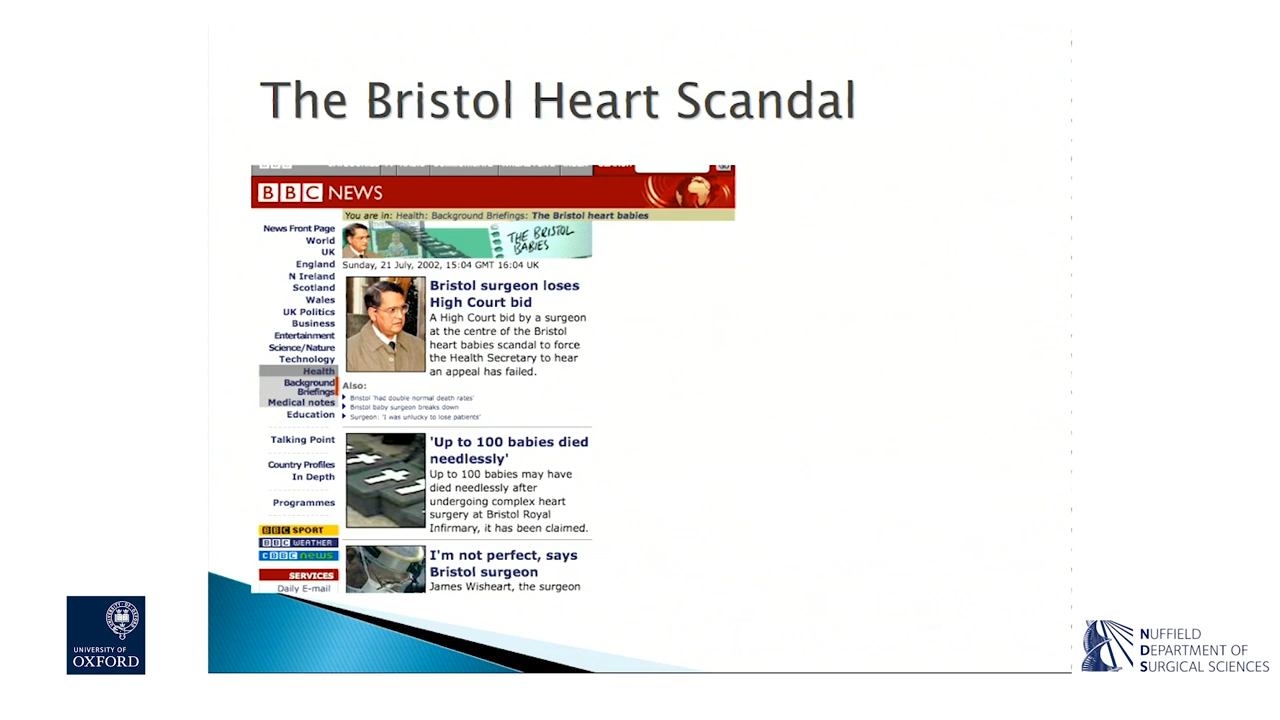 The Bristol Heart Scandal
BBC NEWS
You are in: Health: Background Briefings: The Bristol heart babies
News Front Page
World
UK
England
N Ireland
Scotland
Wales
UK Politics
Business
Entertainment
Science/Nature
Technology
Health
Background
Briefings
Medical notes
Education
Talking Point
Country Profiles
In Depth
Programmes
BBC SPORT
BBC WEATHER
CBBC news
SERVICES
Daily E-mail
THE BRISTOL
BABIES
Sunday, 21 July, 2002, 15:04 GMT 16:04 UK
Bristol surgeon loses
High Court bid
A High Court bid by a surgeon
at the centre of the Bristol
heart babies scandal to force
the Health Secretary to hear
an appeal has failed.
Also:
Bristol 'had double normal death rates'
Bristol baby surgeon breaks down
Surgeon: 'I was unlucky to lose patients'
'Up to 100 babies died
needlessly'
Up to 100 babies may have
died needlessly after
undergoing complex heart
surgery at Bristol Royal
Infirmary, it has been claimed.
I'm not perfect, says
Bristol surgeon
James Wisheart, the surgeon
UNIVERSITY OF
OXFORD
NUFFIELD
DEPARTMENT OF
SURGICAL SCIENCES